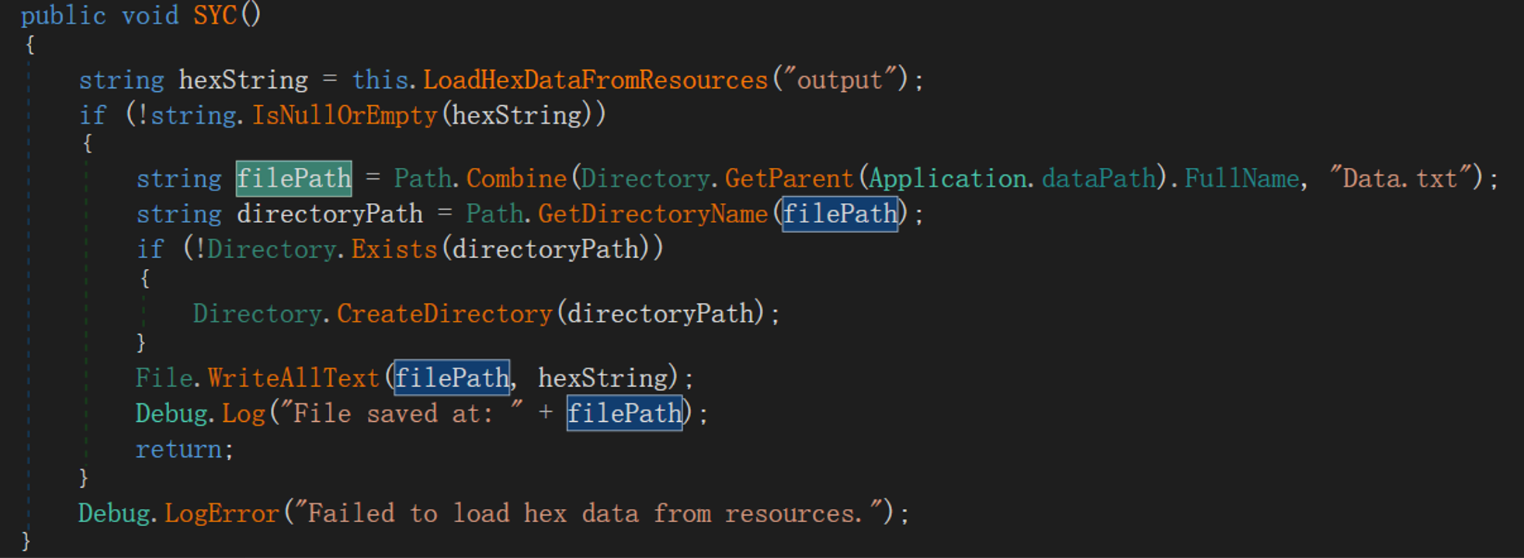 public void SYC()
{
string hexString = this.LoadHexDataFromResources("output");
if (!string.IsNullOrEmpty(hexString))
{
string filePath = Path.Combine(Directory.GetParent(Application.dataPath).FullName, "Data.txt");
string directoryPath = Path.GetDirectoryName(filePath);
if (!Directory.Exists(directoryPath))
{
Directory.CreateDirectory(directoryPath);
}
File.WriteAllText(filePath, hexString);
Debug.Log("File saved at: " + filePath);
return;
}
Debug.LogError("Failed to load hex data from resources.");
}